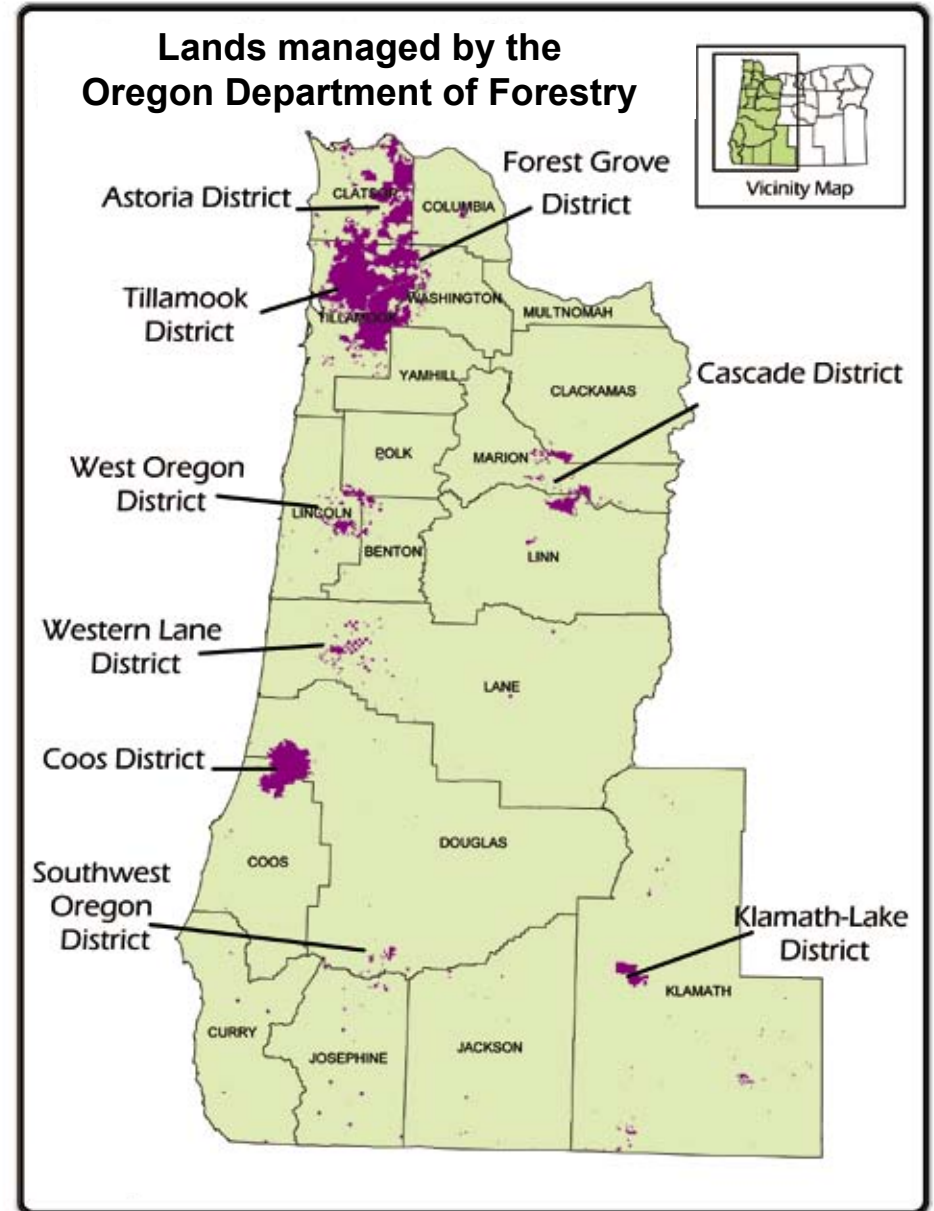 Lands managed by the
Oregon Department of Forestry
Vicinity Map
Forest Grove
District
Astoria District
CLATSOP
COLUMBIA
Tillamook
District
WASHINGTON
TILLAMOOK
MULTNOMAH
YAMHILL
CLACKAMAS
Cascade District
West Oregon
District
POLK
MARION
LINCOLN
BENTON
LINN
Western Lane
District
LANE
Coos District
DOUGLAS
COOS
Southwest
Oregon
District
Klamath-Lake
District
KLAMATH
CURRY
JOSEPHINE
JACKSON